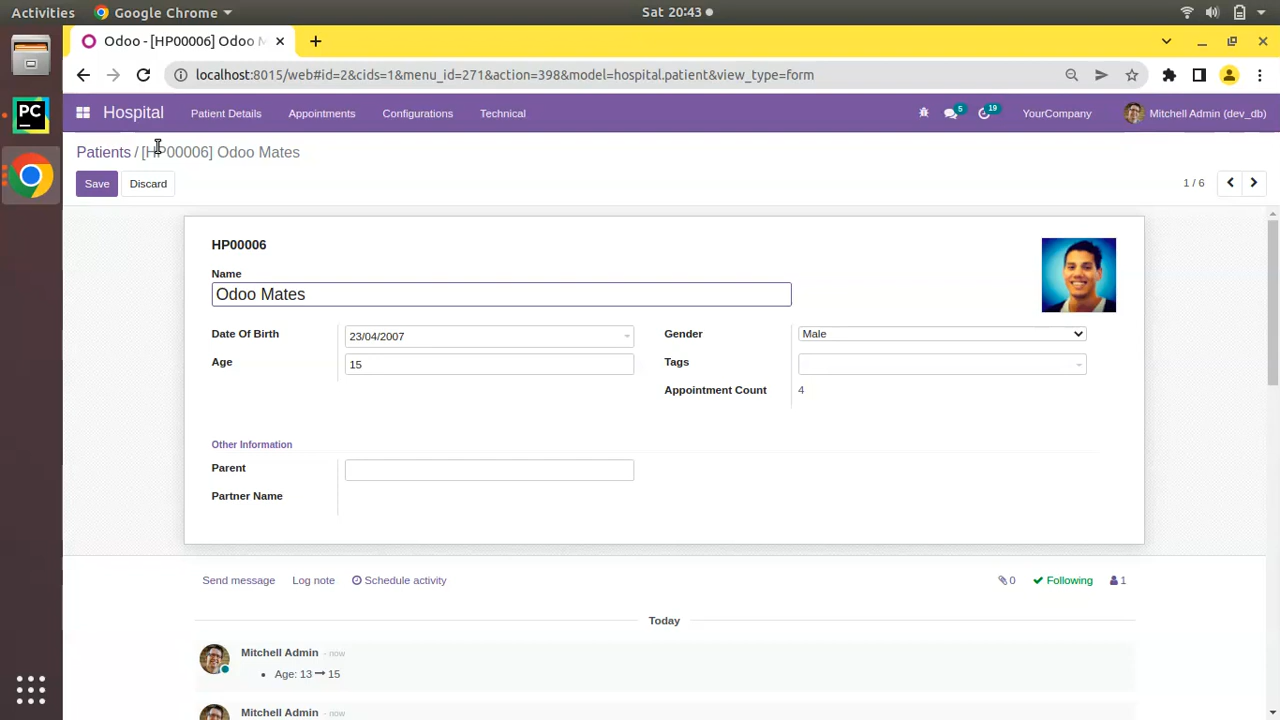 Activities Google Chrome Sat 20:43
Odoo - [HP00006] Odoo M
localhost:8015/web#id=2&cids=1&menu_id=271&action=398&model=hospital.patient&view_type=form
Hospital Patient Details Appointments Configurations Technical 5 19 YourCompany Mitchell Admin (dev_db)
Patients / [HP00006] Odoo Mates
Save Discard 1 / 6
HP00006
Name
Odoo Mates
Date Of Birth 23/04/2007 Gender Male
Age 15 Tags
Appointment Count 4
Other Information
Parent
Partner Name
Send message Log note Schedule activity 0 Following 1
Today
Mitchell Admin - now
Age: 13 → 15
Mitchell Admin - now
PC